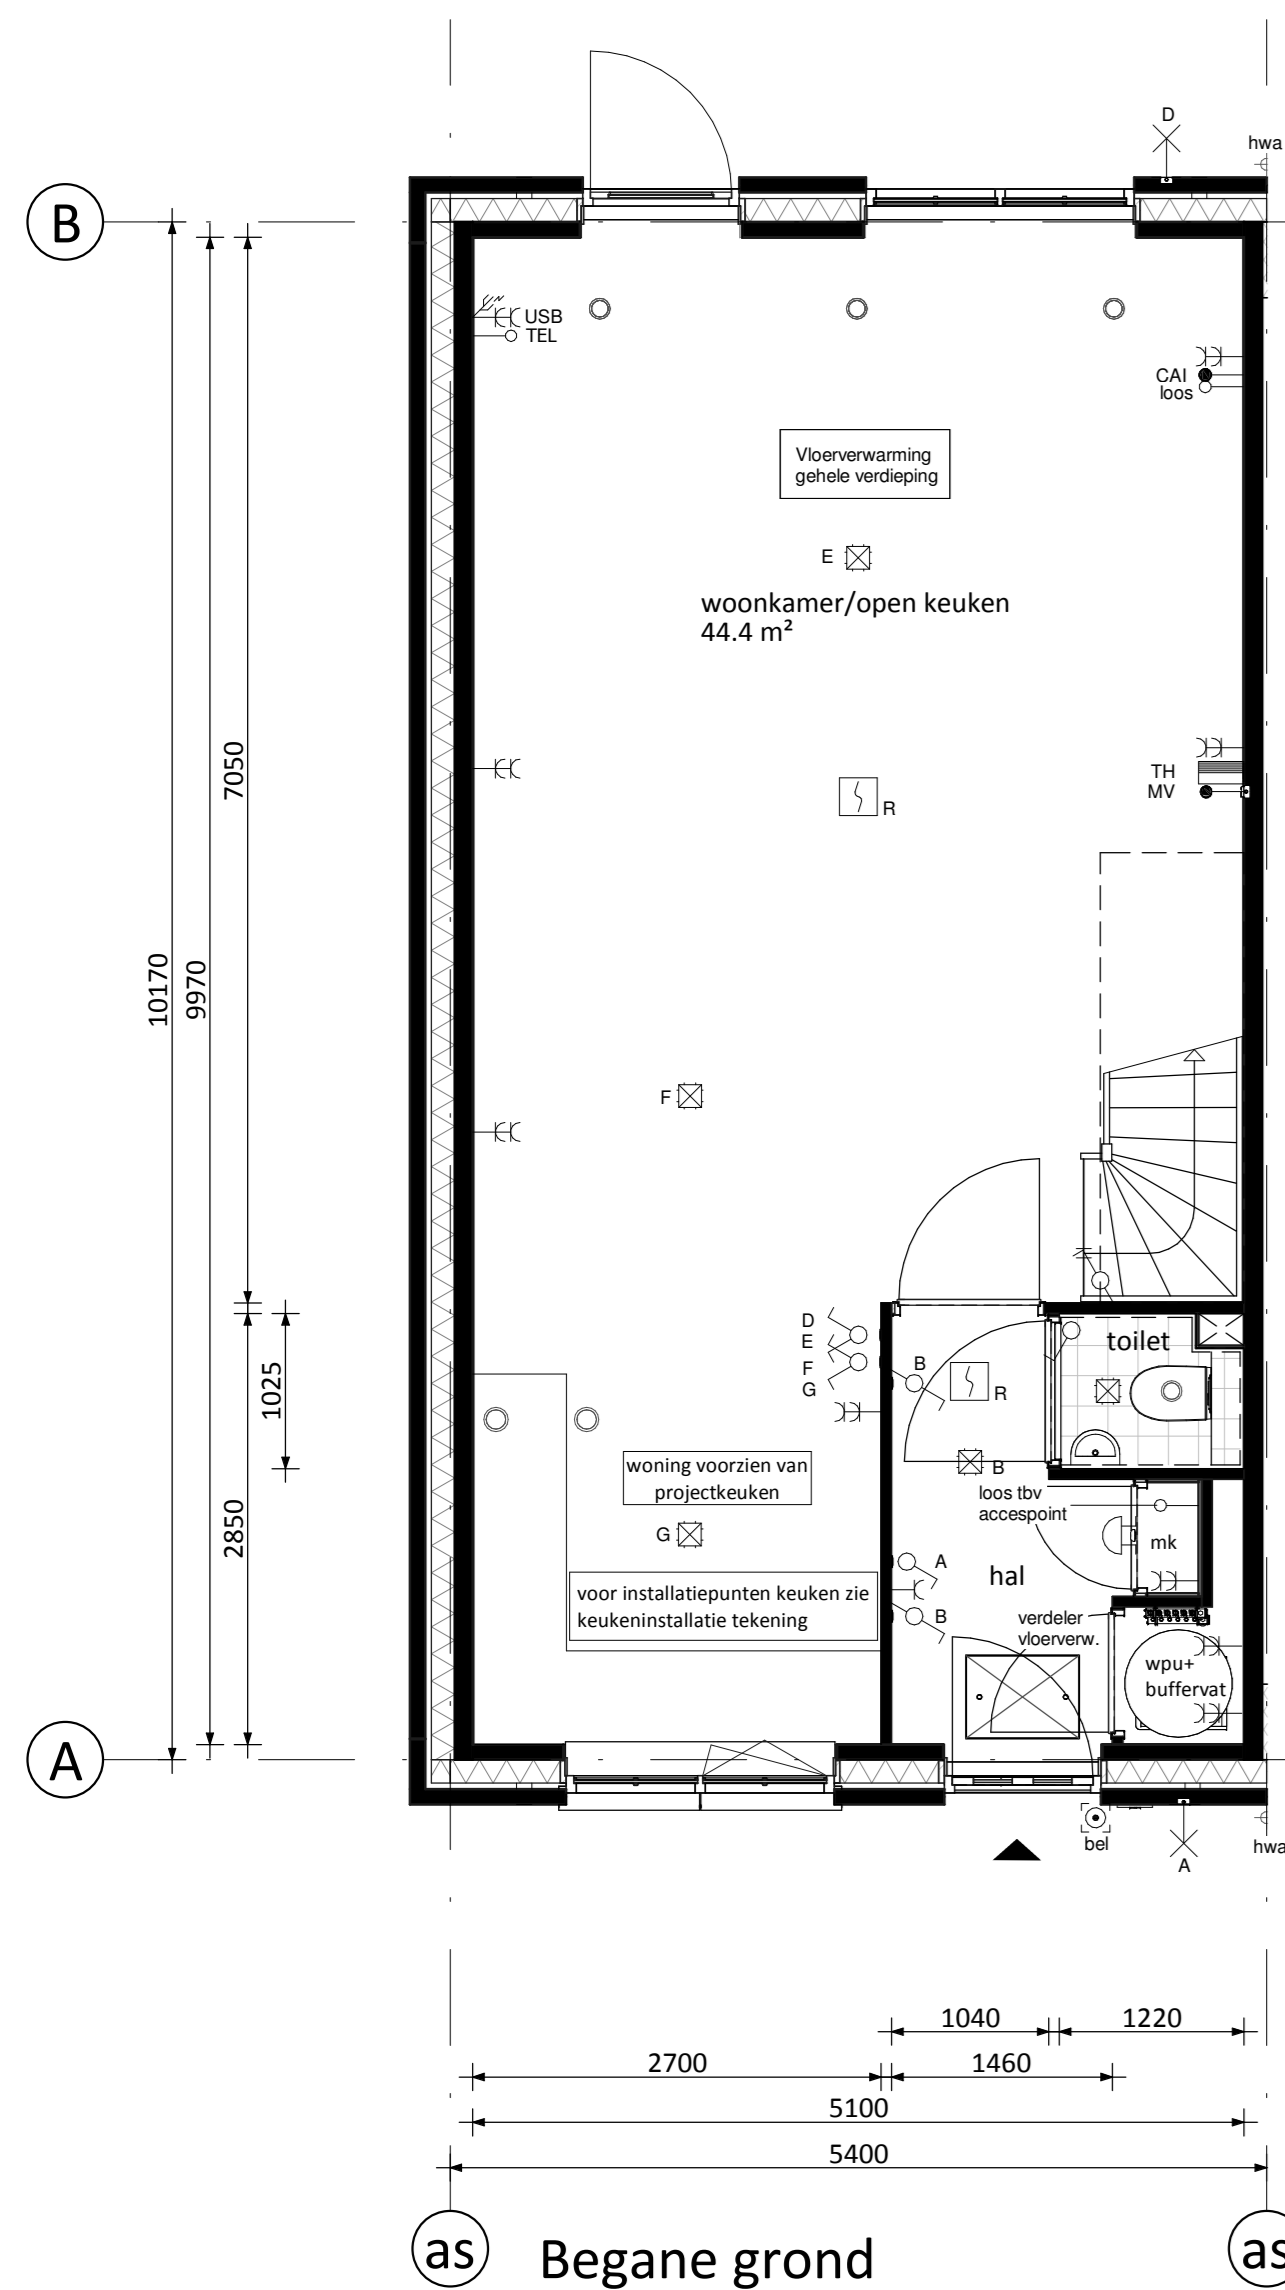 D
hwa
B
USB
TEL
CAI
loos
Vloerverwarming
gehele verdieping
E
woonkamer/open keuken
44.4 m²
7050
TH
MV
R
10170
9970
F
D
E
F
G
B
toilet
R
1025
woning voorzien van
projectkeuken
B
loos tbv
accespoint
2850
G
mk
A
hal
voor installatiepunten keuken zie
keukeninstallatie tekening
B
verdeler
vloerverw.
wpu+
buffervat
A
bel
A
hwa
1040
1220
2700
1460
5100
5400
as
Begane grond
as